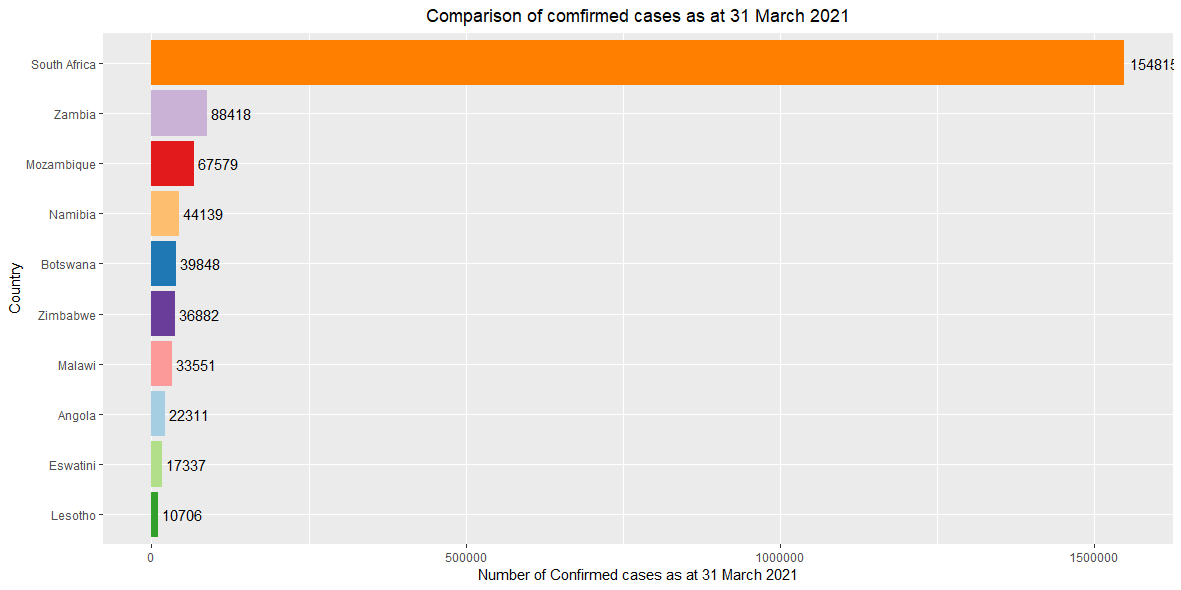 Comparison of comfirmed cases as at 31 March 2021
Country
South Africa
Zambia
88418
Mozambique
67579
Namibia
44139
Botswana
39848
Zimbabwe
36882
Malawi
33551
Angola
22311
Eswatini
17337
Lesotho
10706
0
500000
1000000
1500000
Number of Confirmed cases as at 31 March 2021